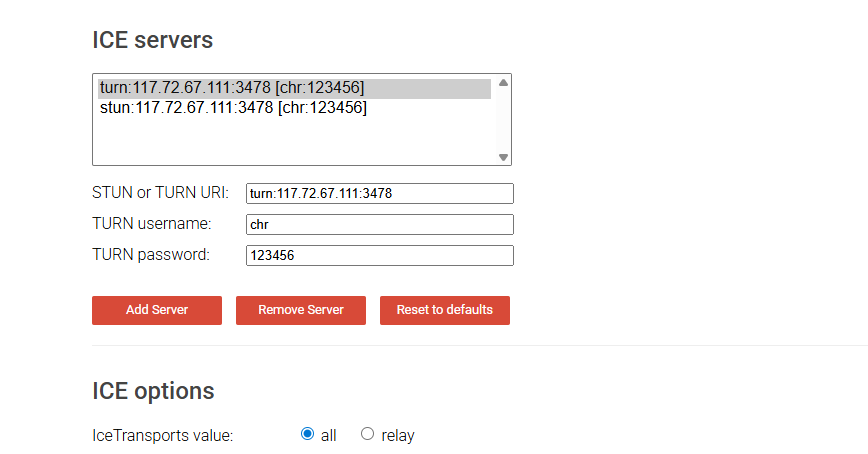 ICE servers
turn:117.72.67.111:3478 [chr:123456]
stun:117.72.67.111:3478 [chr:123456]
STUN or TURN URI: turn:117.72.67.111:3478
TURN username: chr
TURN password: 123456
Add Server Remove Server Reset to defaults
ICE options
IceTransports value: all relay